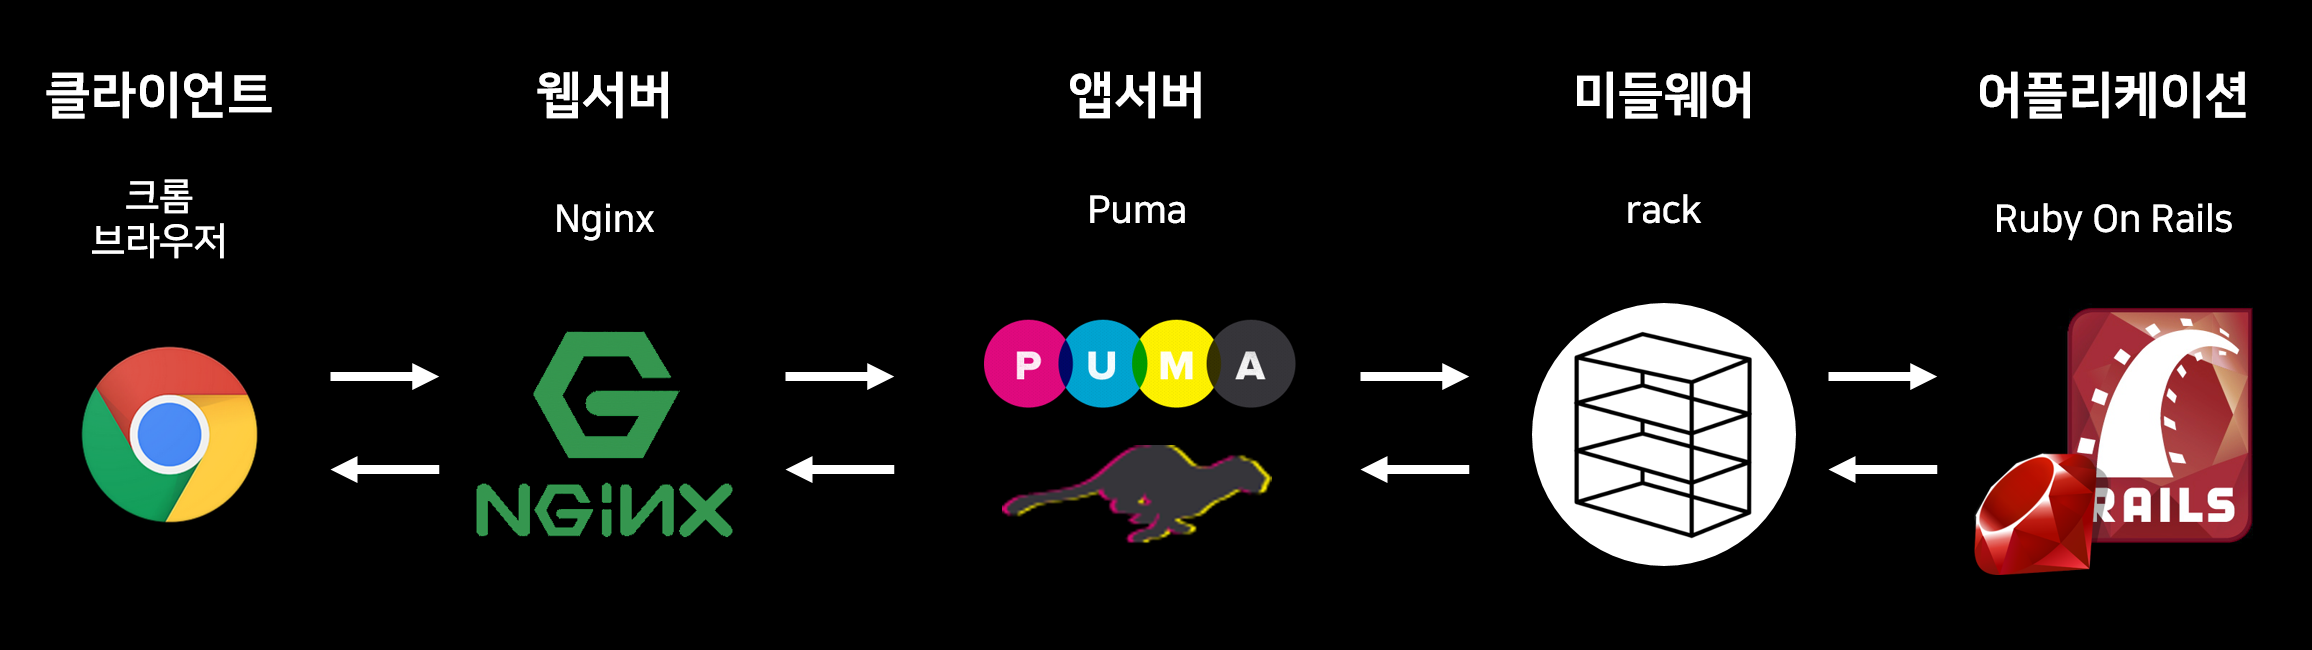 클라이언트
웹서버
앱서버
미들웨어
어플리케이션
크롬
브라우저
Nginx
Puma
rack
Ruby On Rails
PUMA
NGiNX
RAILS